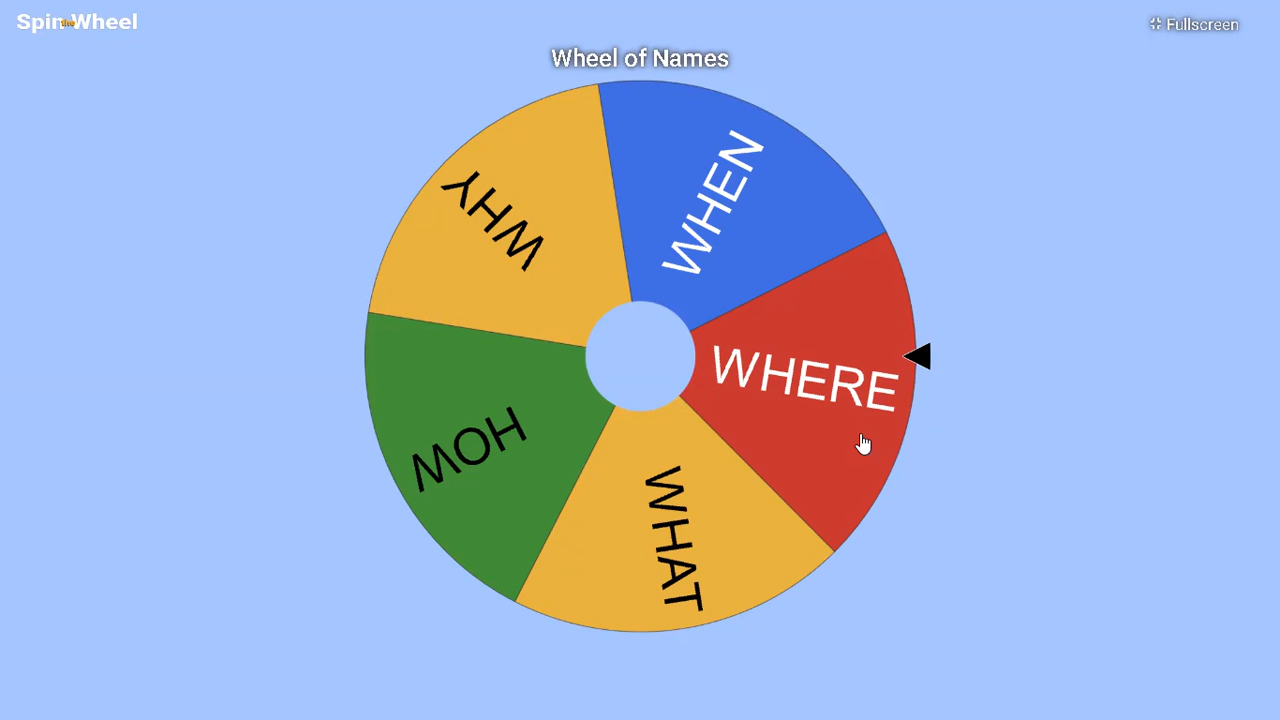 Spin the Wheel
Fullscreen
Wheel of Names
WHEN
WHERE
WHAT
HOW
WHY